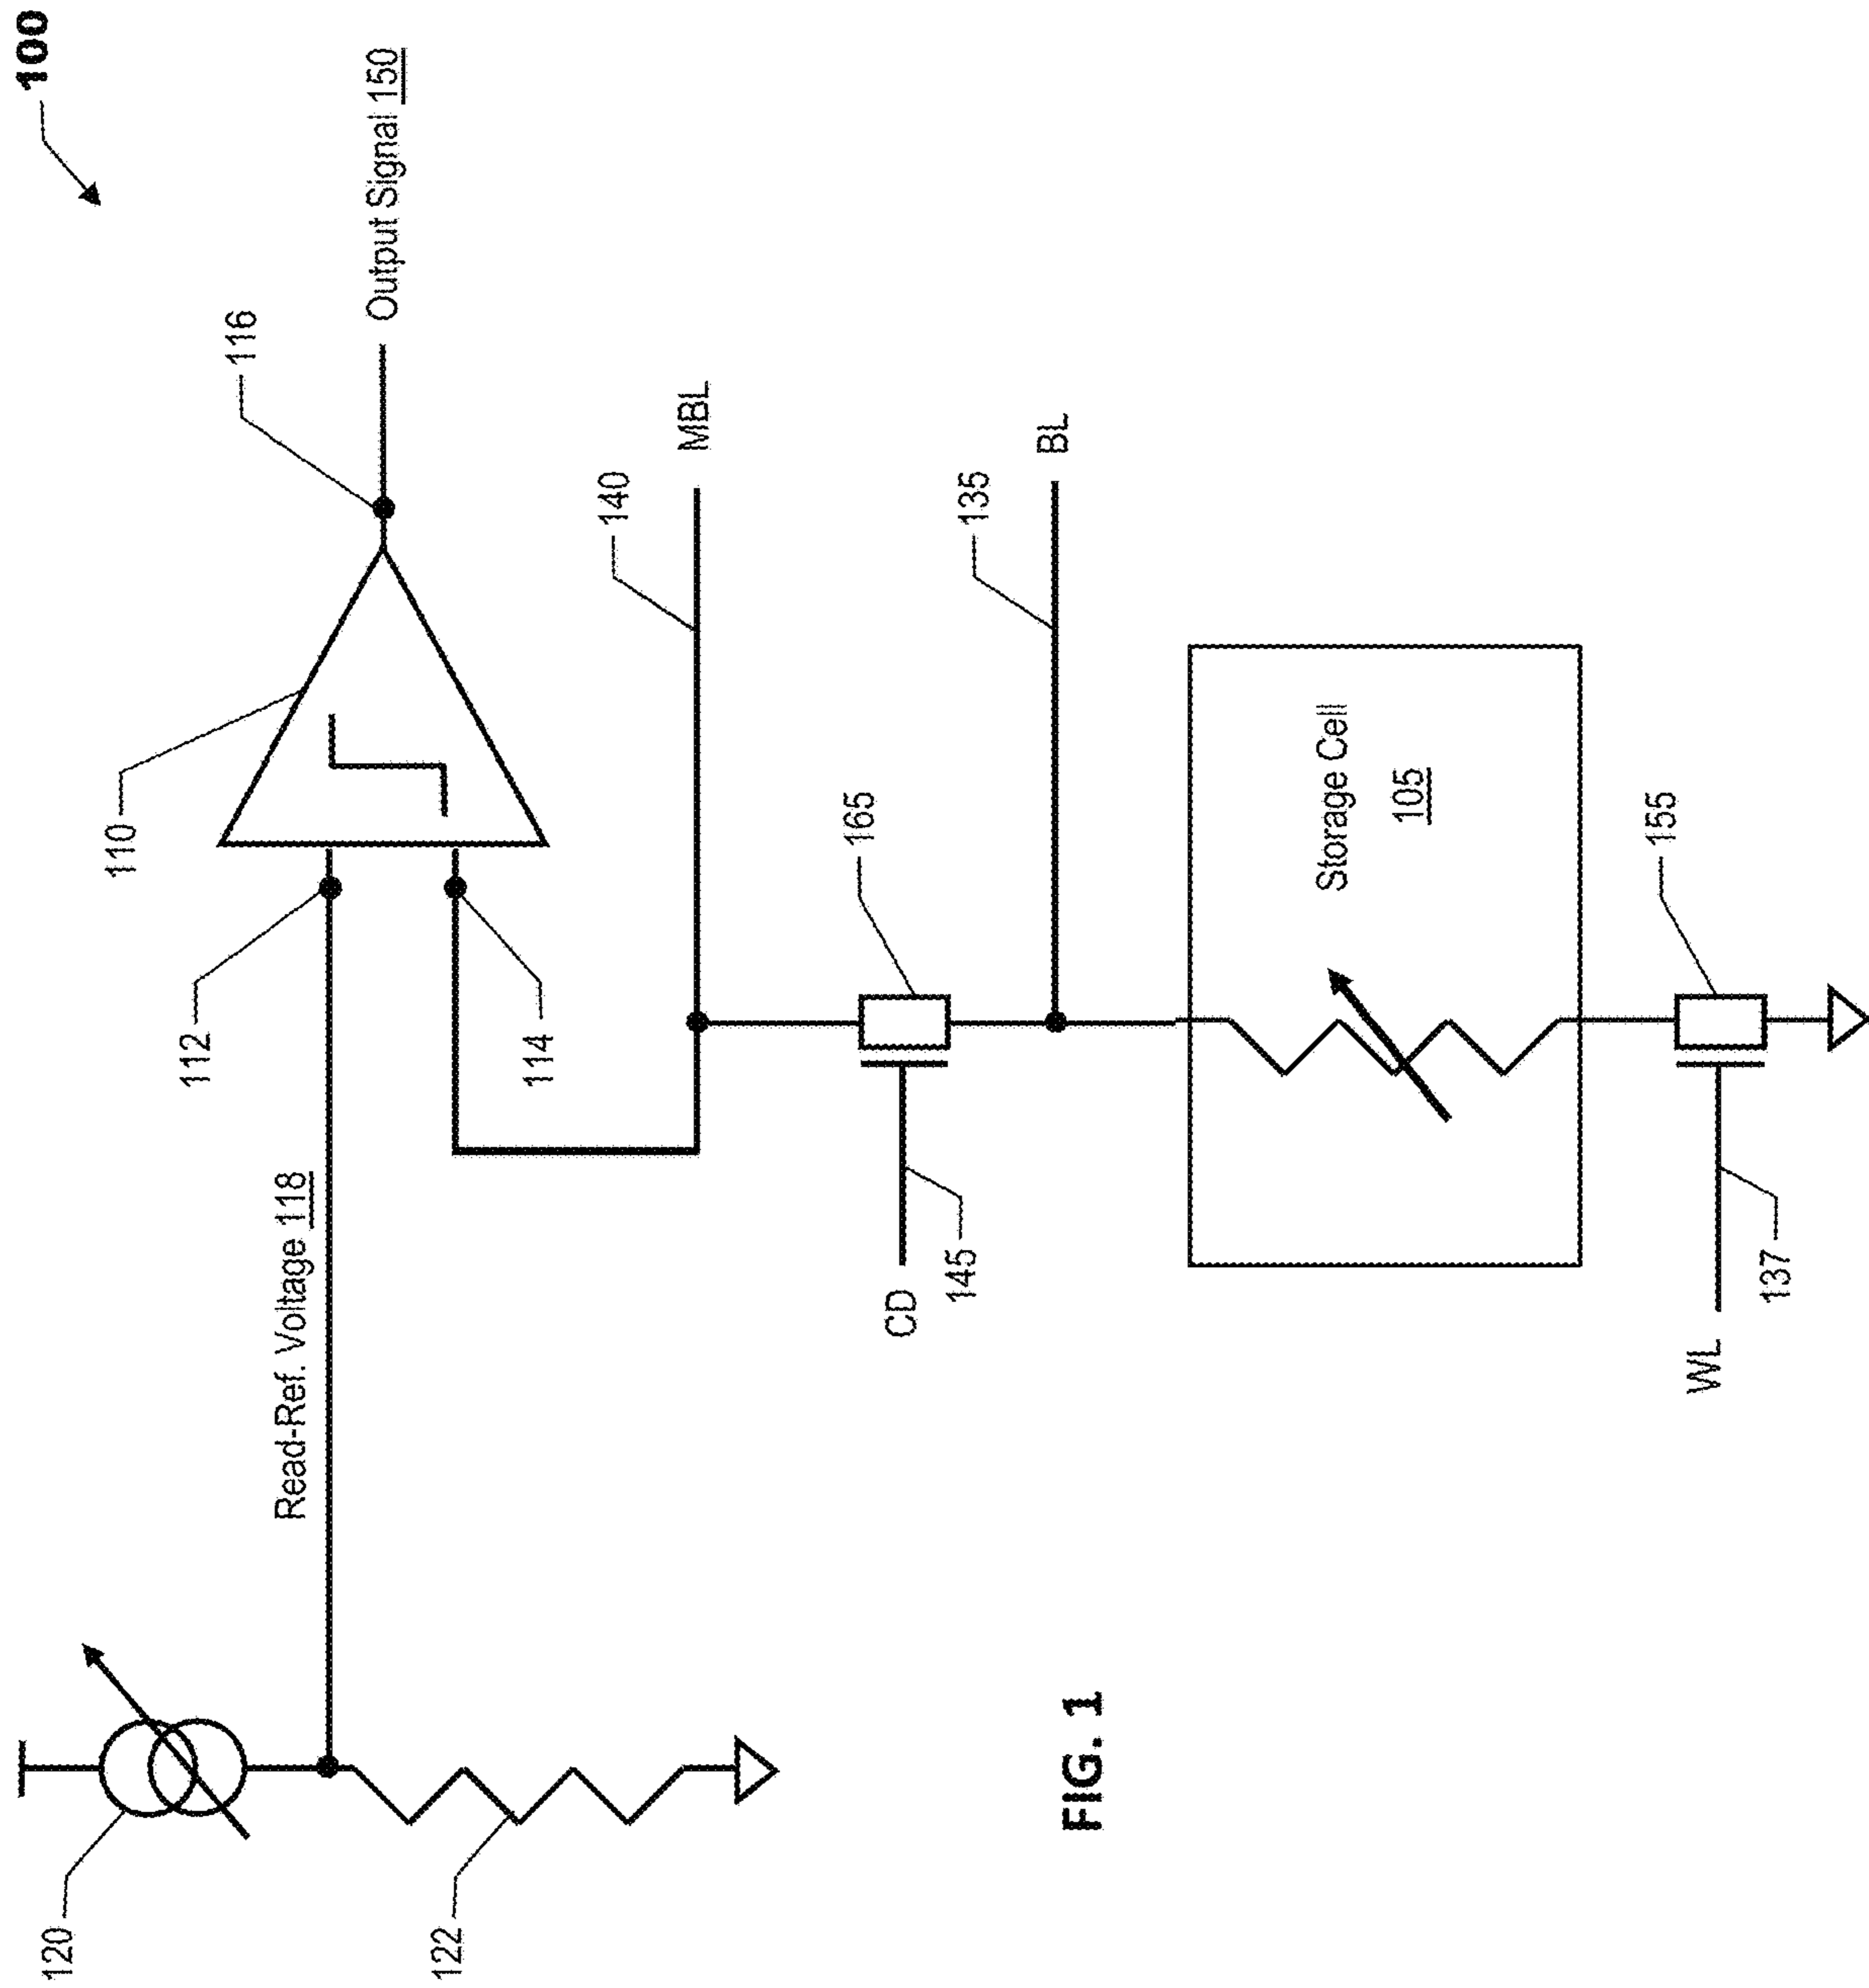 100
120
Read-Ref. Voltage 118
112
110
116
Output Signal 150
122
114
140
MBL
CD
145
165
135
BL
Storage Cell
105
WL
137
155
FIG. 1